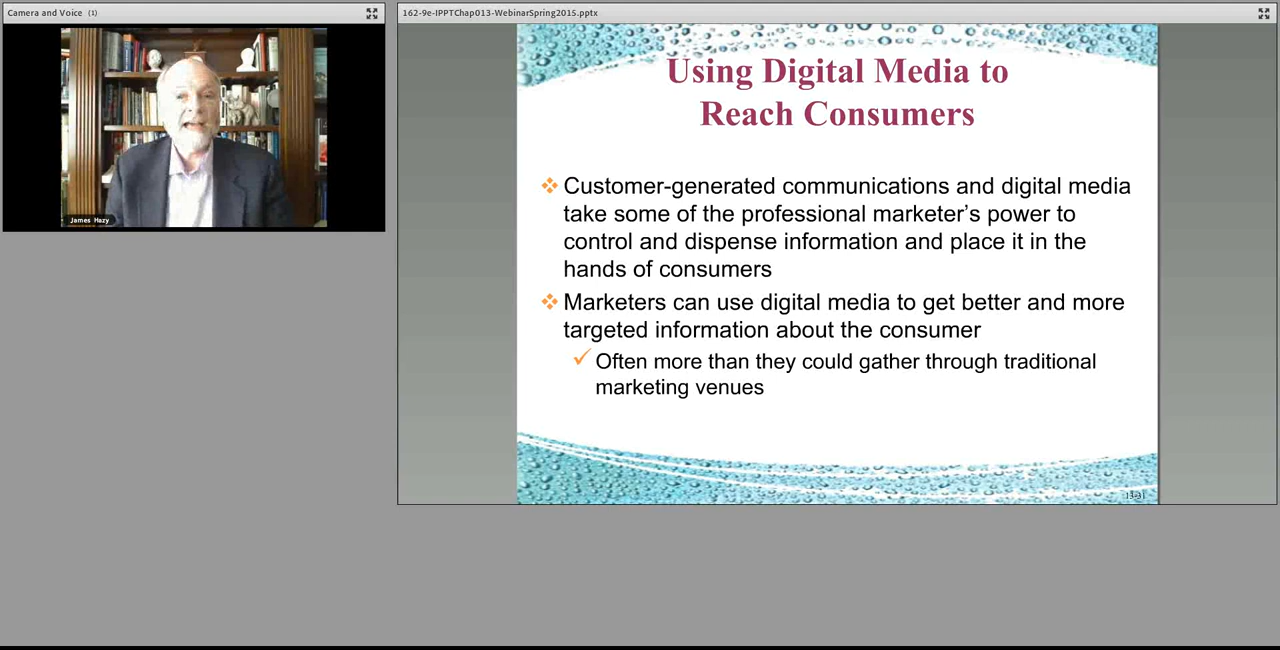 Camera and Voice (1)
James Hazy
162-9e-IPPTChap013-WebinarSpring2015.pptx
Using Digital Media to
Reach Consumers
Customer-generated communications and digital media
take some of the professional marketer's power to
control and dispense information and place it in the
hands of consumers
Marketers can use digital media to get better and more
targeted information about the consumer
Often more than they could gather through traditional
marketing venues
13-31